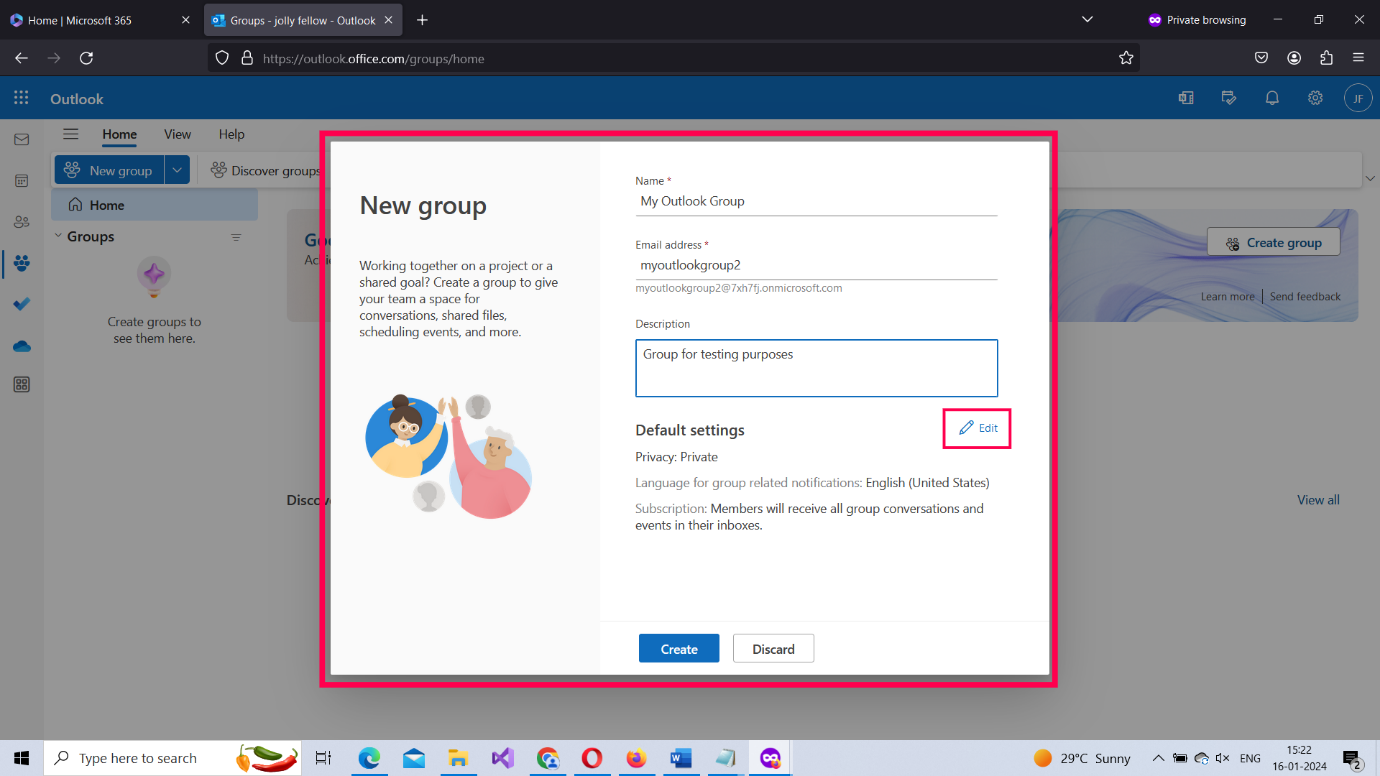 Home | Microsoft 365
Groups - jolly fellow - Outlook
Private browsing
https://outlook.office.com/groups/home
Outlook
JF
Home View Help
New group
Discover groups
Home
Groups
Create groups to
see them here.
Create group
Learn more | Send feedback
Discov
View all
New group
Working together on a project or a
shared goal? Create a group to give
your team a space for
conversations, shared files,
scheduling events, and more.
Name *
My Outlook Group
Email address *
myoutlookgroup2
myoutlookgroup2@7xh7fj.onmicrosoft.com
Description
Group for testing purposes
Default settings
Edit
Privacy: Private
Language for group related notifications: English (United States)
Subscription: Members will receive all group conversations and
events in their inboxes.
Create
Discard
Type here to search
29°C Sunny
ENG
15:22
16-01-2024
2